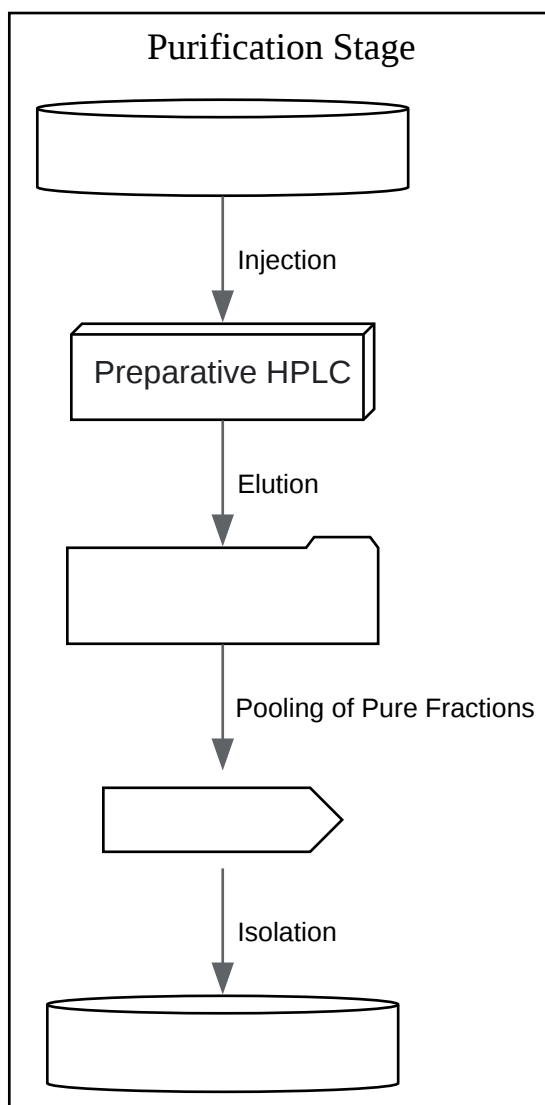 Purification Stage
Injection
Preparative HPLC
Elution
Pooling of Pure Fractions
Isolation